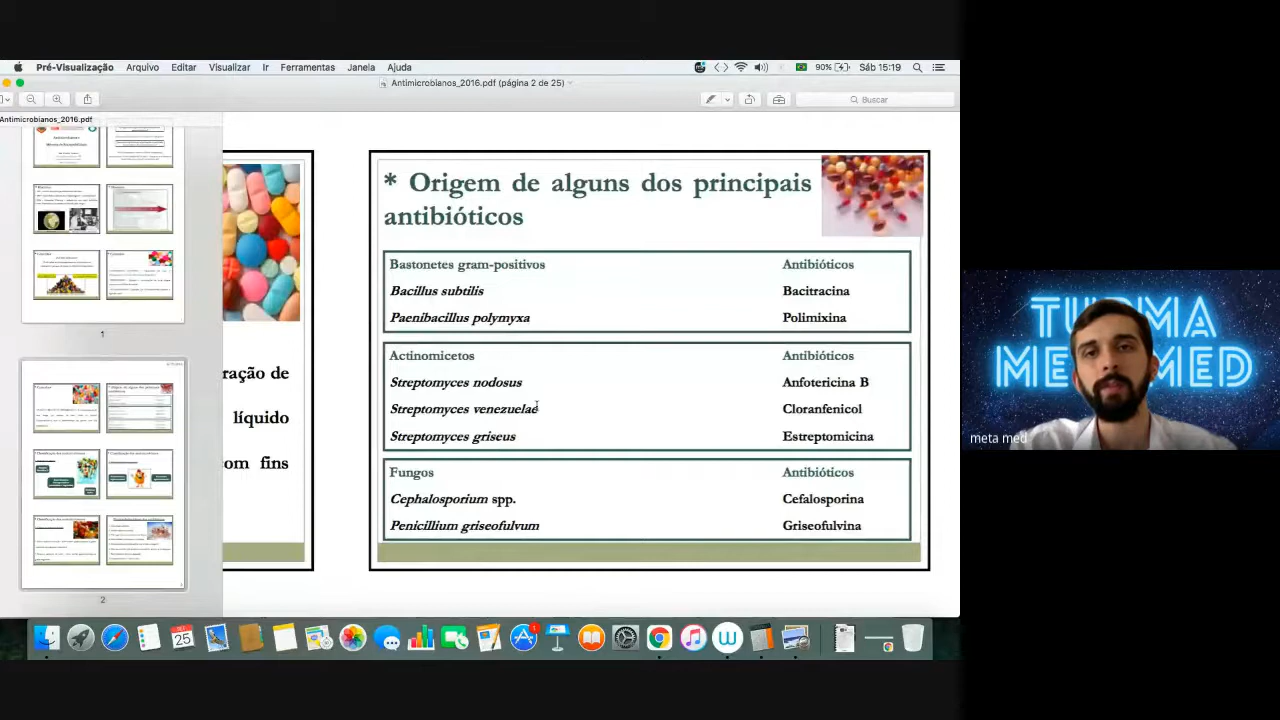 Pré-Visualização Arquivo Editar Visualizar Ir Ferramentas Janela Ajuda
90% Sáb 15:19
Antimicrobianos_2016.pdf (página 2 de 25)
Buscar
Antimicrobianos_2016.pdf
1
2
ração de
líquido
om fins
* Origem de alguns dos principais
antibióticos
Bastonetes gram-positivos Antibióticos
Bacillus subtilis Bacitracina
Paenibacillus polymyxa Polimixina
Actinomicetos Antibióticos
Streptomyces nodosus Anfotericina B
Streptomyces venezuelae Cloranfenicol
Streptomyces griseus Estreptomicina
Fungos Antibióticos
Cephalosporium spp. Cefalosporina
Penicillium griseofulvum Griseofulvina
25
1
TURMA
meta med